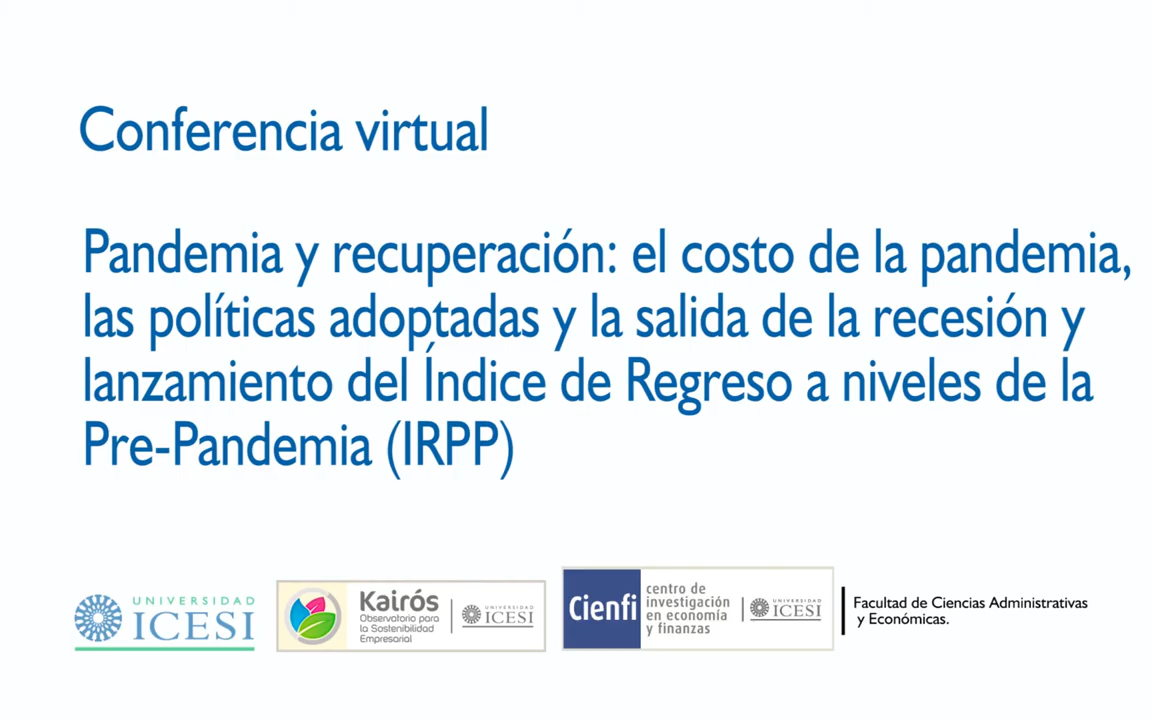 Conferencia virtual
Pandemia y recuperación: el costo de la pandemia,
las políticas adoptadas y la salida de la recesión y
lanzamiento del Índice de Regreso a niveles de la
Pre-Pandemia (IRPP)
UNIVERSIDAD
ICESI
Kairós
Observatorio para
la Sostenibilidad
Empresarial
UNIVERSIDAD
ICESI
Cienfi
centro de
investigación
en economía
y finanzas
UNIVERSIDAD
ICESI
Facultad de Ciencias Administrativas
y Económicas.